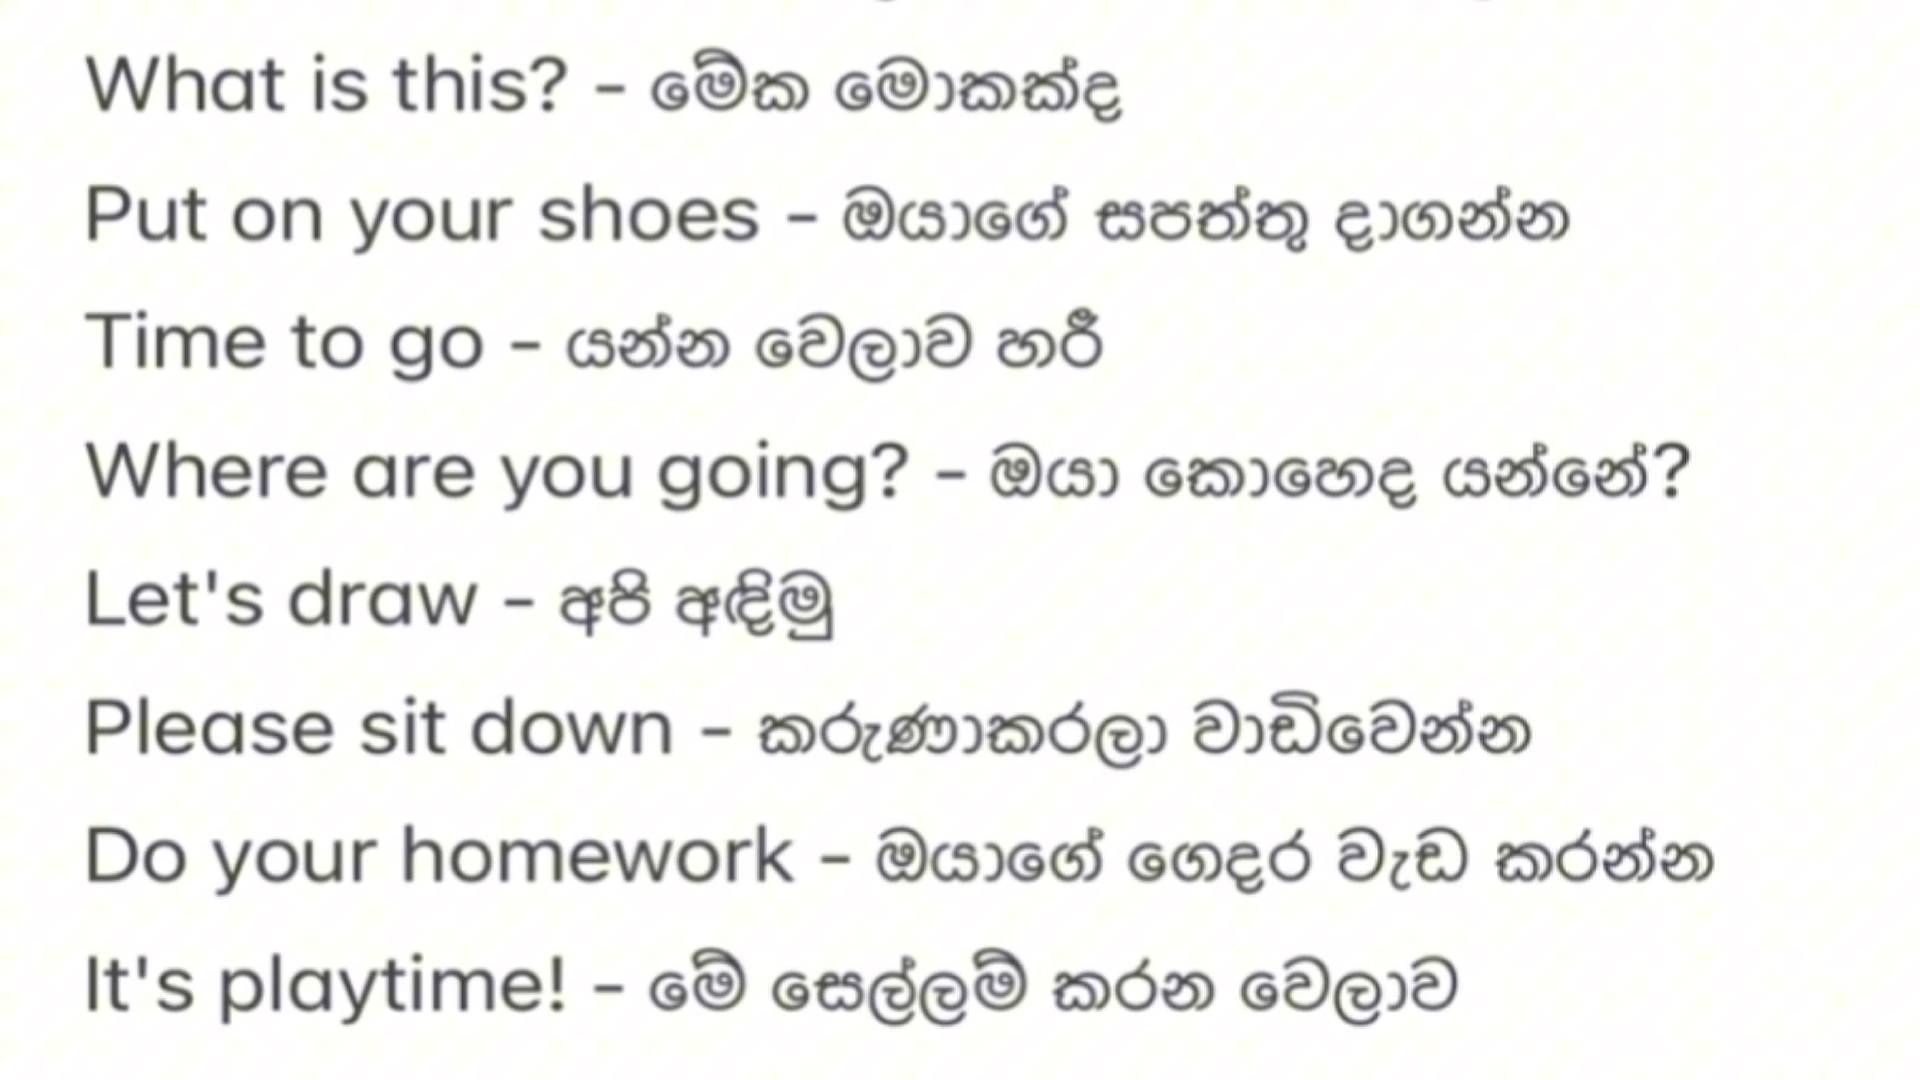 What is this? - මේක මොකක්ද
Put on your shoes - ඔයාගේ සපත්තු දාගන්න
Time to go - යන්න වෙලාව හරී
Where are you going? - ඔයා කොහෙද යන්නේ?
Let's draw - අපි අඳිමු
Please sit down - කරුණාකරලා වාඩිවෙන්න
Do your homework - ඔයාගේ ගෙදර වැඩ කරන්න
It's playtime! - මේ සෙල්ලම් කරන වෙලාව